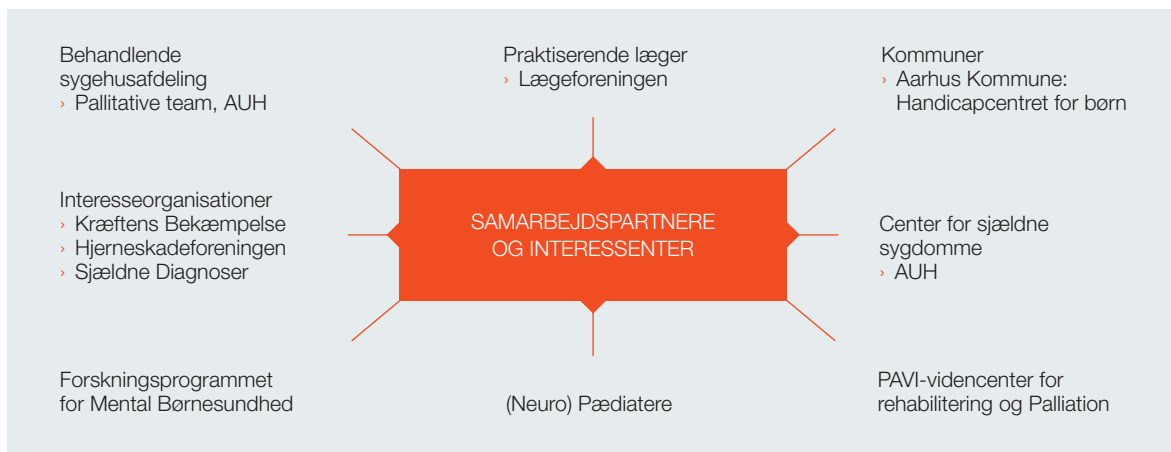 Behandlende
sygehusafdeling
› Pallitative team, AUH
Praktiserende læger
› Lægeforeningen
Kommuner
› Aarhus Kommune:
Handicapcentret for børn
Interesseorganisationer
› Kræftens Bekæmpelse
› Hjerneskadeforeningen
› Sjældne Diagnoser
SAMARBEJDSPARTNERE
OG INTERESSENTER
Center for sjældne
sygdomme
› AUH
Forskningsprogrammet
for Mental Børnesundhed
(Neuro) Pædiatere
PAVI-videncenter for
rehabilitering og Palliation